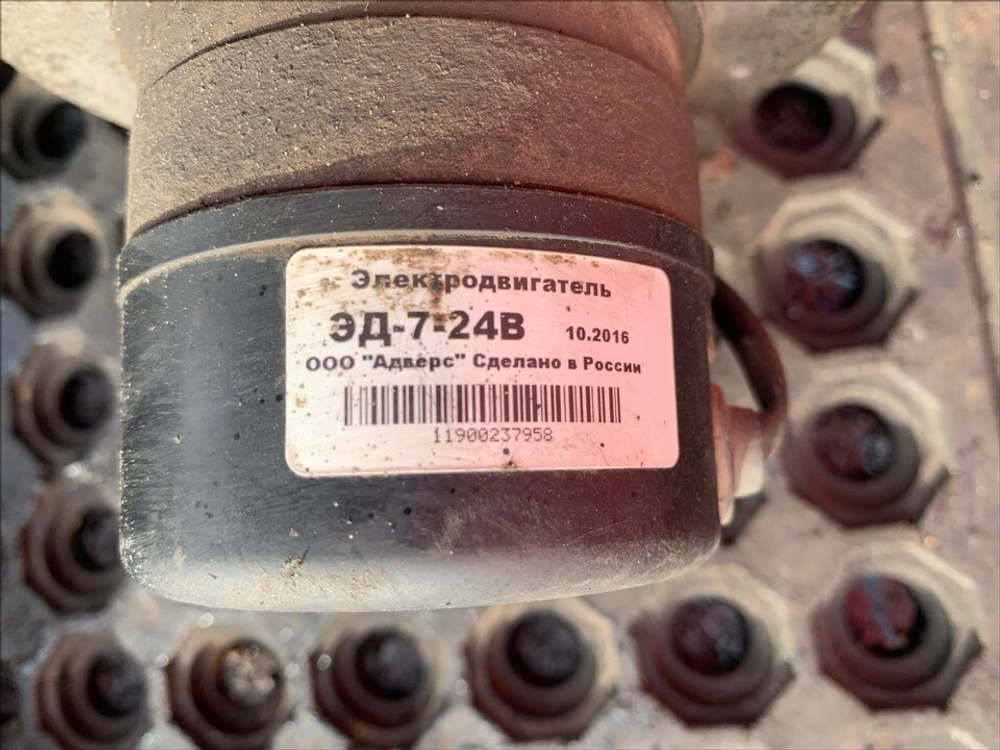 Электродвигатель
ЭД-7-24В 10.2016
ООО "Адверс" Сделано в России
11900237958